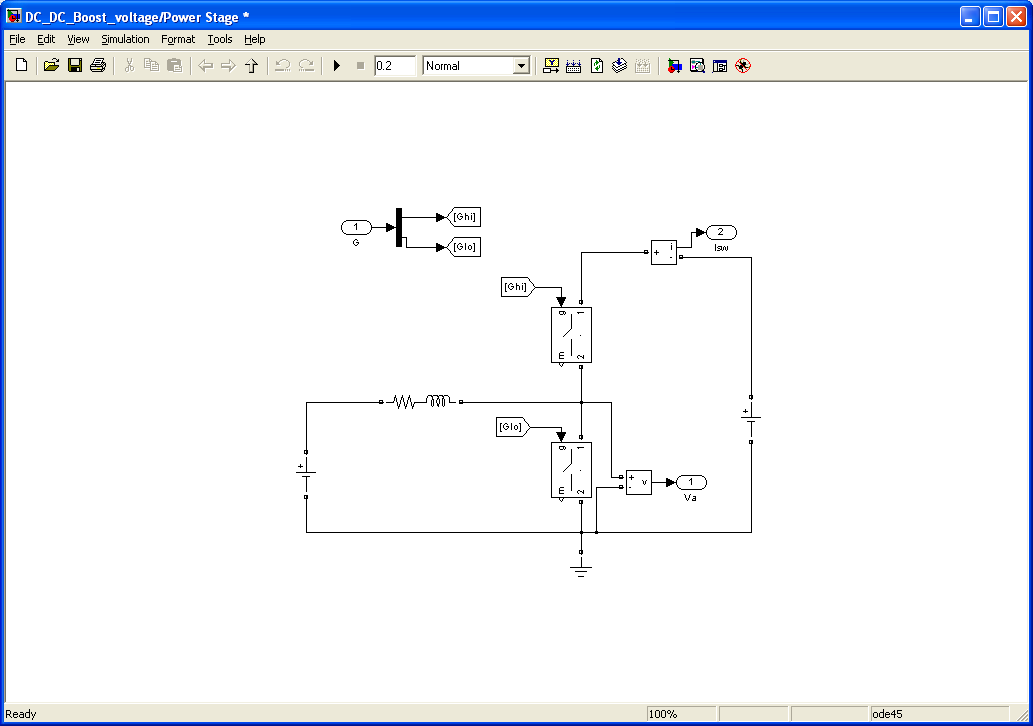 DC_DC_Boost_voltage/Power Stage *
File Edit View Simulation Format Tools Help
0.2 Normal
1
G
[Ghi]
[Glo]
2
Isw
+ i -
[Ghi]
g 1
m 2
[Glo]
g 1
m 2
+
+
+ - v
1
Va
Ready 100% ode45